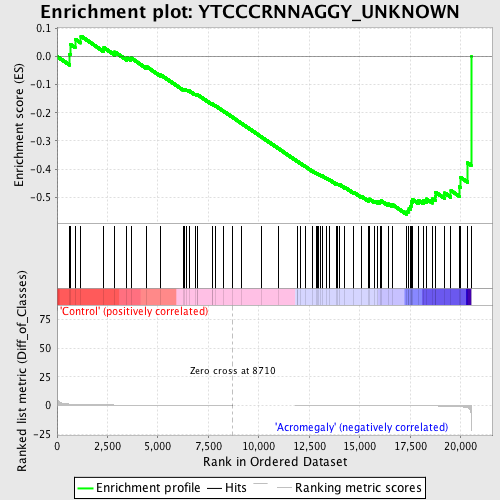 Enrichment plot: YTCCCRNNAGGY_UNKNOWN
Enrichment score (ES)
0.1
0.0
-0.1
-0.2
-0.3
-0.4
-0.5
'Control' (positively correlated)
Ranked list metric (Diff_of_Classes)
75
50
25
0
-25
Zero cross at 8710
'Acromegaly' (negatively correlated)
0
2,500
5,000
7,500
10,000
12,500
15,000
17,500
20,000
Rank in Ordered Dataset
Enrichment profile
Hits
Ranking metric scores